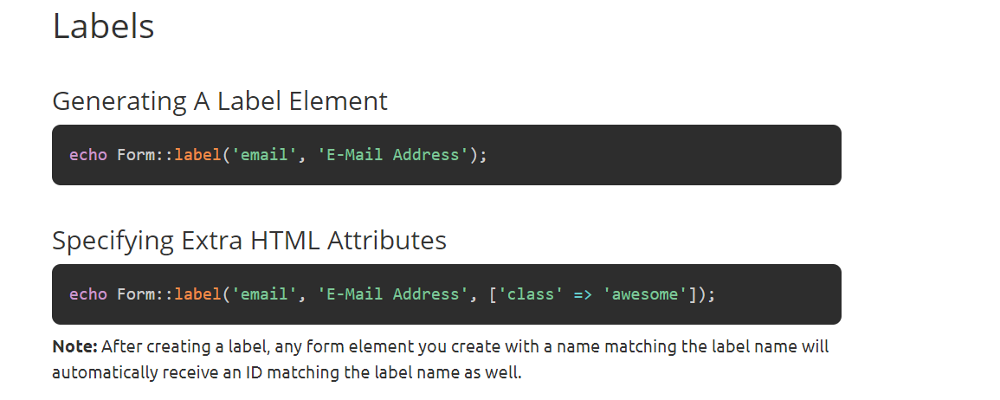 Labels
Generating A Label Element
echo Form::label('email', 'E-Mail Address');
Specifying Extra HTML Attributes
echo Form::label('email', 'E-Mail Address', ['class' => 'awesome']);
Note: After creating a label, any form element you create with a name matching the label name will
automatically receive an ID matching the label name as well.